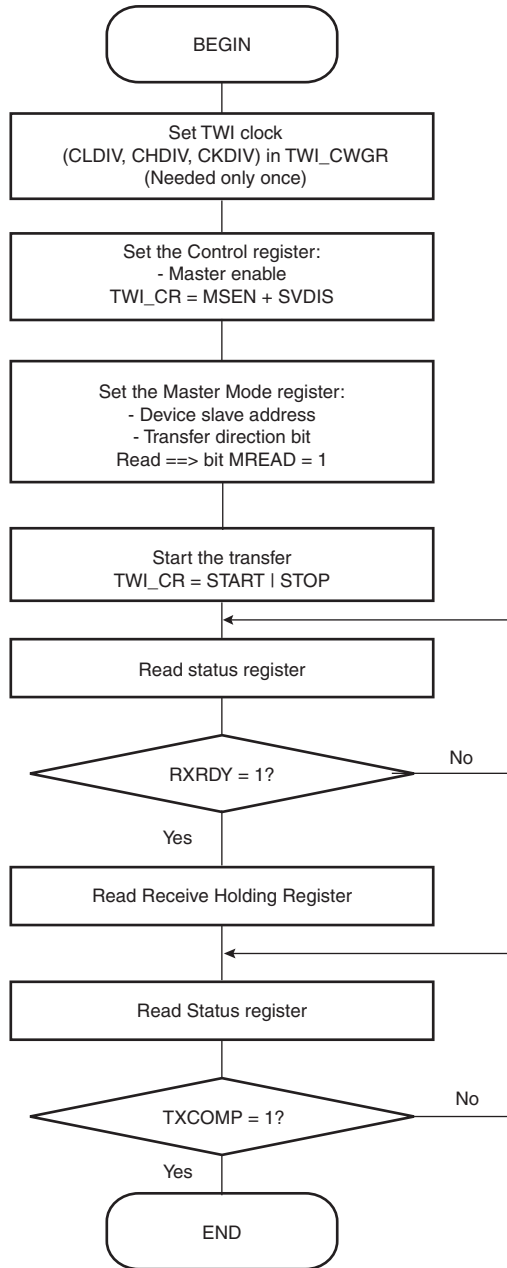 BEGIN
Set TWI clock
(CLDIV, CHDIV, CKDIV) in TWI_CWGR
(Needed only once)
Set the Control register:
- Master enable
TWI_CR = MSEN + SVDIS
Set the Master Mode register:
- Device slave address
- Transfer direction bit
Read ==> bit MREAD = 1
Start the transfer
TWI_CR = START | STOP
Read status register
RXRDY = 1?
No
Yes
Read Receive Holding Register
Read Status register
TXCOMP = 1?
No
Yes
END